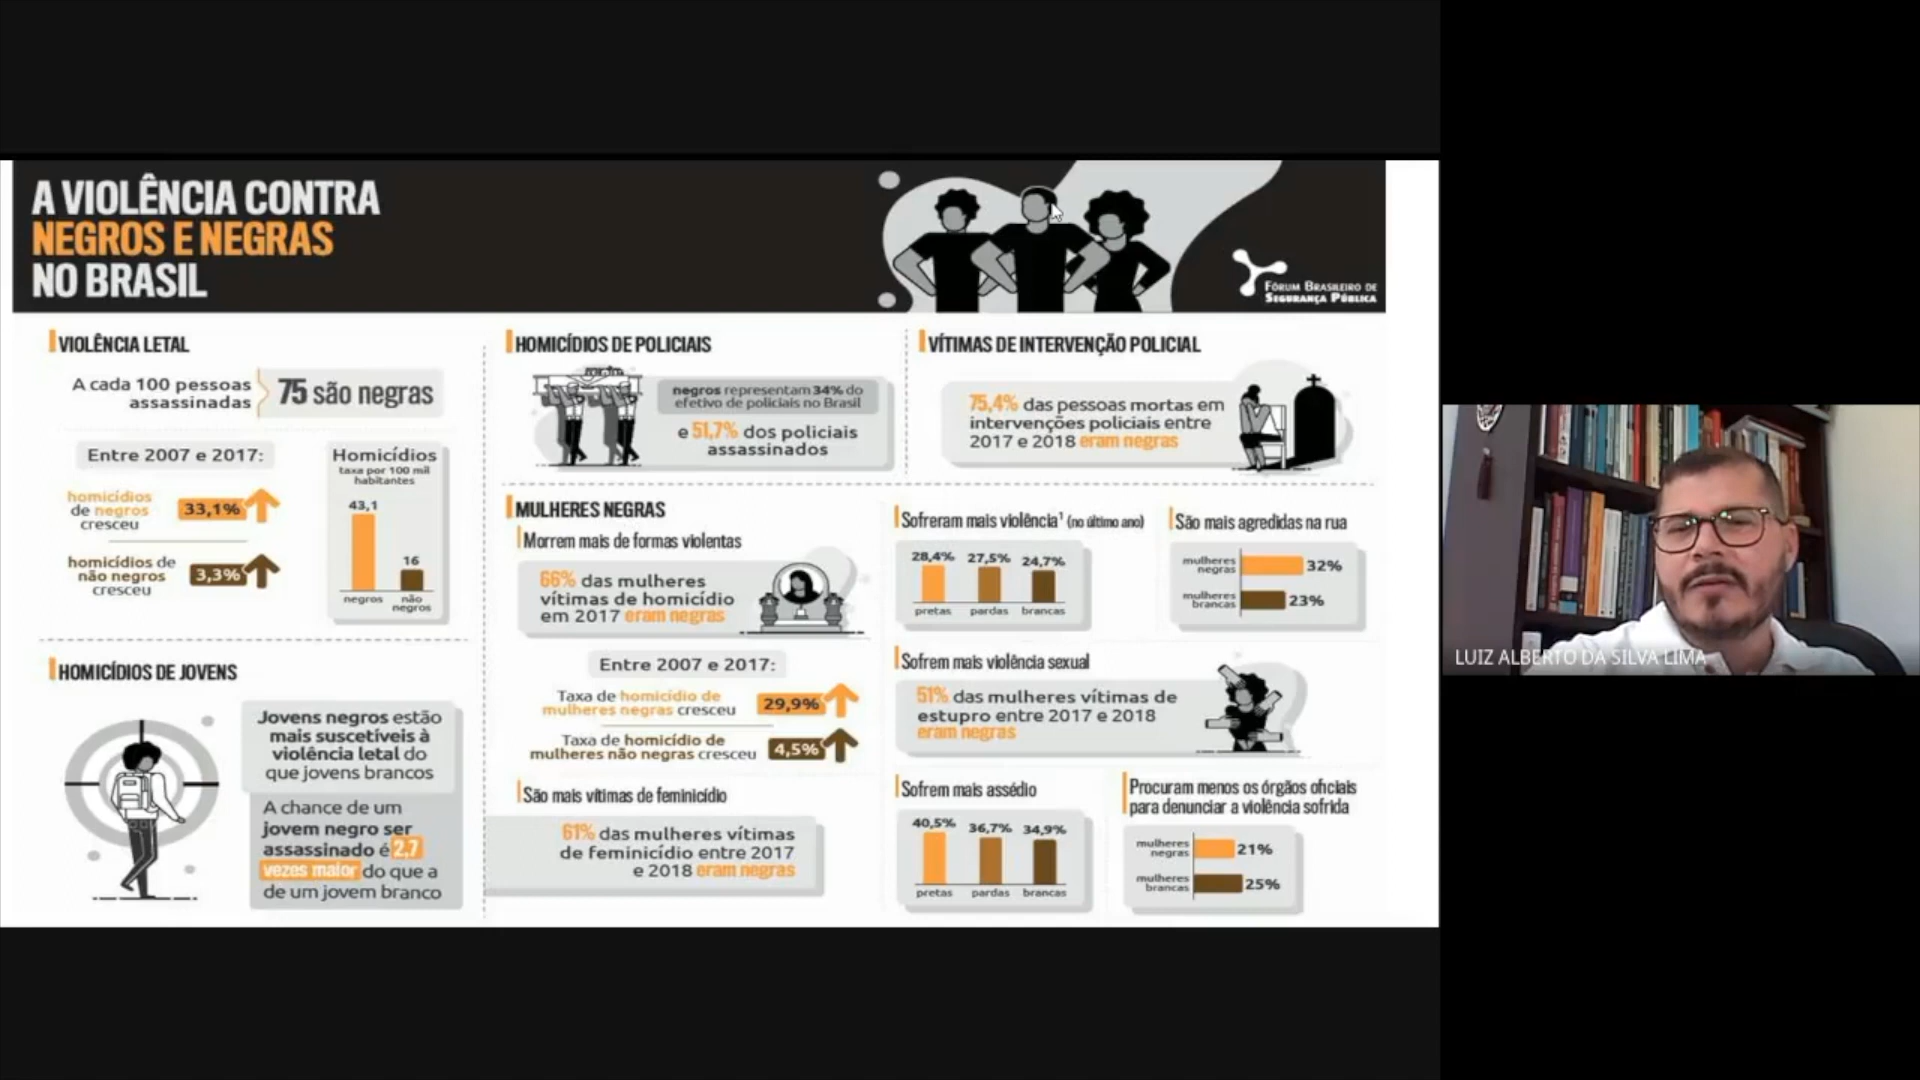 A VIOLÊNCIA CONTRA
NEGROS E NEGRAS
NO BRASIL
FÓRUM BRASILEIRO DE
SEGURANÇA PÚBLICA
VIOLÊNCIA LETAL
A cada 100 pessoas
assassinadas
75 são negras
Entre 2007 e 2017:
homicídios
de negros
cresceu
33,1%
homicídios de
não negros
cresceu
3,3%
Homicídios
taxa por 100 mil
habitantes
43,1
16
negros
não
negros
HOMICÍDIOS DE JOVENS
Jovens negros estão
mais suscetíveis à
violência letal do
que jovens brancos
A chance de um
jovem negro ser
assassinado é 2,7
vezes maior do que a
de um jovem branco
HOMICÍDIOS DE POLICIAIS
negros representam 34% do
efetivo de policiais no Brasil
e 51,7% dos policiais
assassinados
VÍTIMAS DE INTERVENÇÃO POLICIAL
75,4% das pessoas mortas em
intervenções policiais entre
2017 e 2018 eram negras
MULHERES NEGRAS
Morrem mais de formas violentas
66% das mulheres
vítimas de homicídio
em 2017 eram negras
Entre 2007 e 2017:
Taxa de homicídio de
mulheres negras cresceu
29,9%
Taxa de homicídio de
mulheres não negras cresceu
4,5%
São mais vítimas de feminicídio
61% das mulheres vítimas
de feminicídio entre 2017
e 2018 eram negras
Sofreram mais violência¹ (no último ano)
28,4% 27,5% 24,7%
pretas pardas brancas
São mais agredidas na rua
mulheres
negras
32%
mulheres
brancas
23%
Sofrem mais violência sexual
51% das mulheres vítimas de
estupro entre 2017 e 2018
eram negras
Sofrem mais assédio
40,5% 36,7% 34,9%
pretas pardas brancas
Procuram menos os órgãos oficiais
para denunciar a violência sofrida
mulheres
negras
21%
mulheres
brancas
25%
LUIZ ALBERTO DA SILVA LIMA